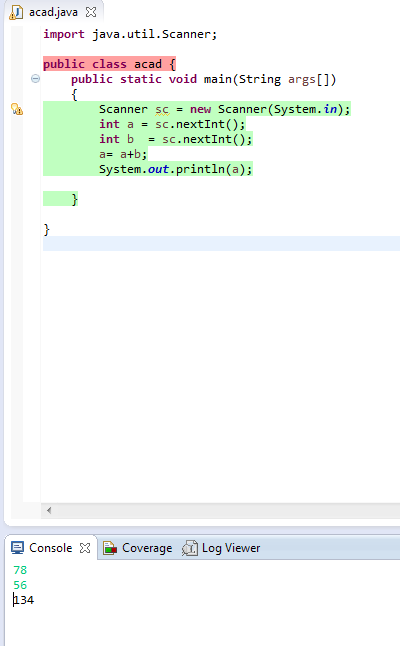 acad.java
import java.util.Scanner;
public class acad {
public static void main(String args[])
{
Scanner sc = new Scanner(System.in);
int a = sc.nextInt();
int b  = sc.nextInt();
a= a+b;
System.out.println(a);
}
}
Console Coverage Log Viewer
78
56
134